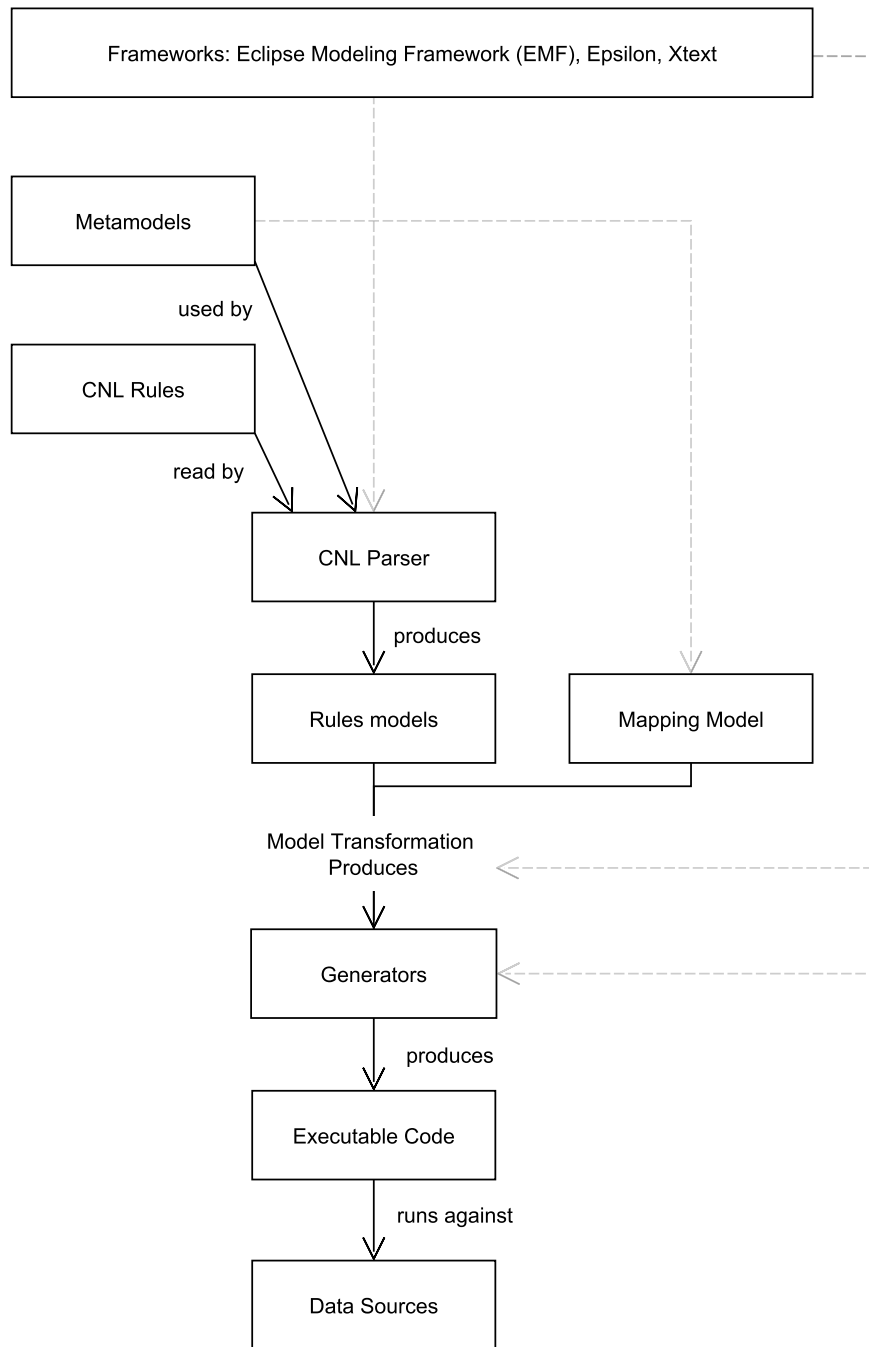 Frameworks: Eclipse Modeling Framework (EMF), Epsilon, Xtext
Metamodels
used by
CNL Rules
read by
CNL Parser
produces
Rules models
Mapping Model
Model Transformation
Produces
Generators
produces
Executable Code
runs against
Data Sources